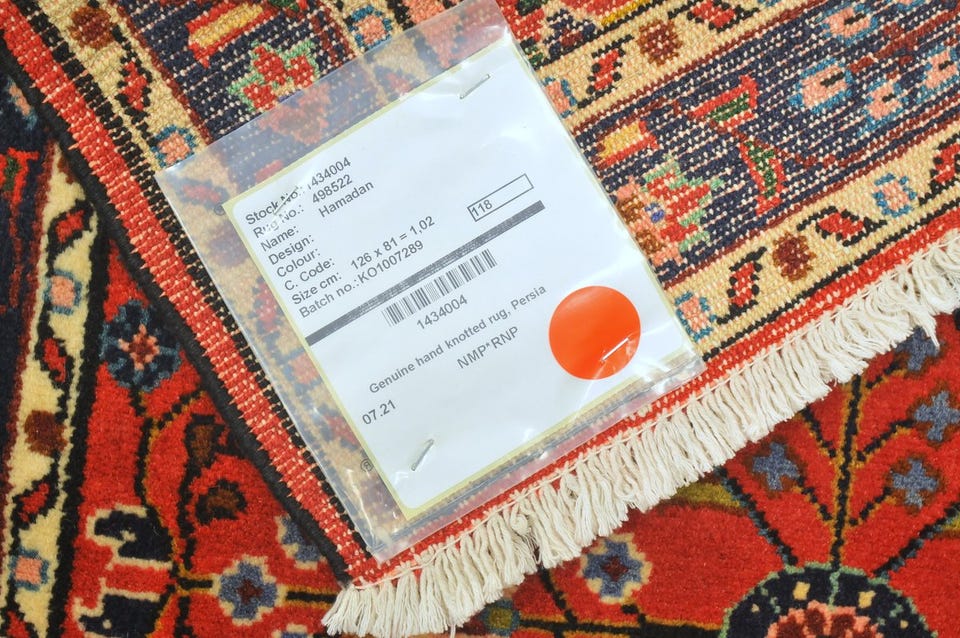 Stock No.: 1434004
Rug No.: 498522
Name: Hamadan
Design:
Colour:
C. Code: 118
Size cm: 126 x 81 = 1,02
Batch no.: KO1007289
1434004
Genuine hand knotted rug, Persia
NMP*RNP
07.21
®
®